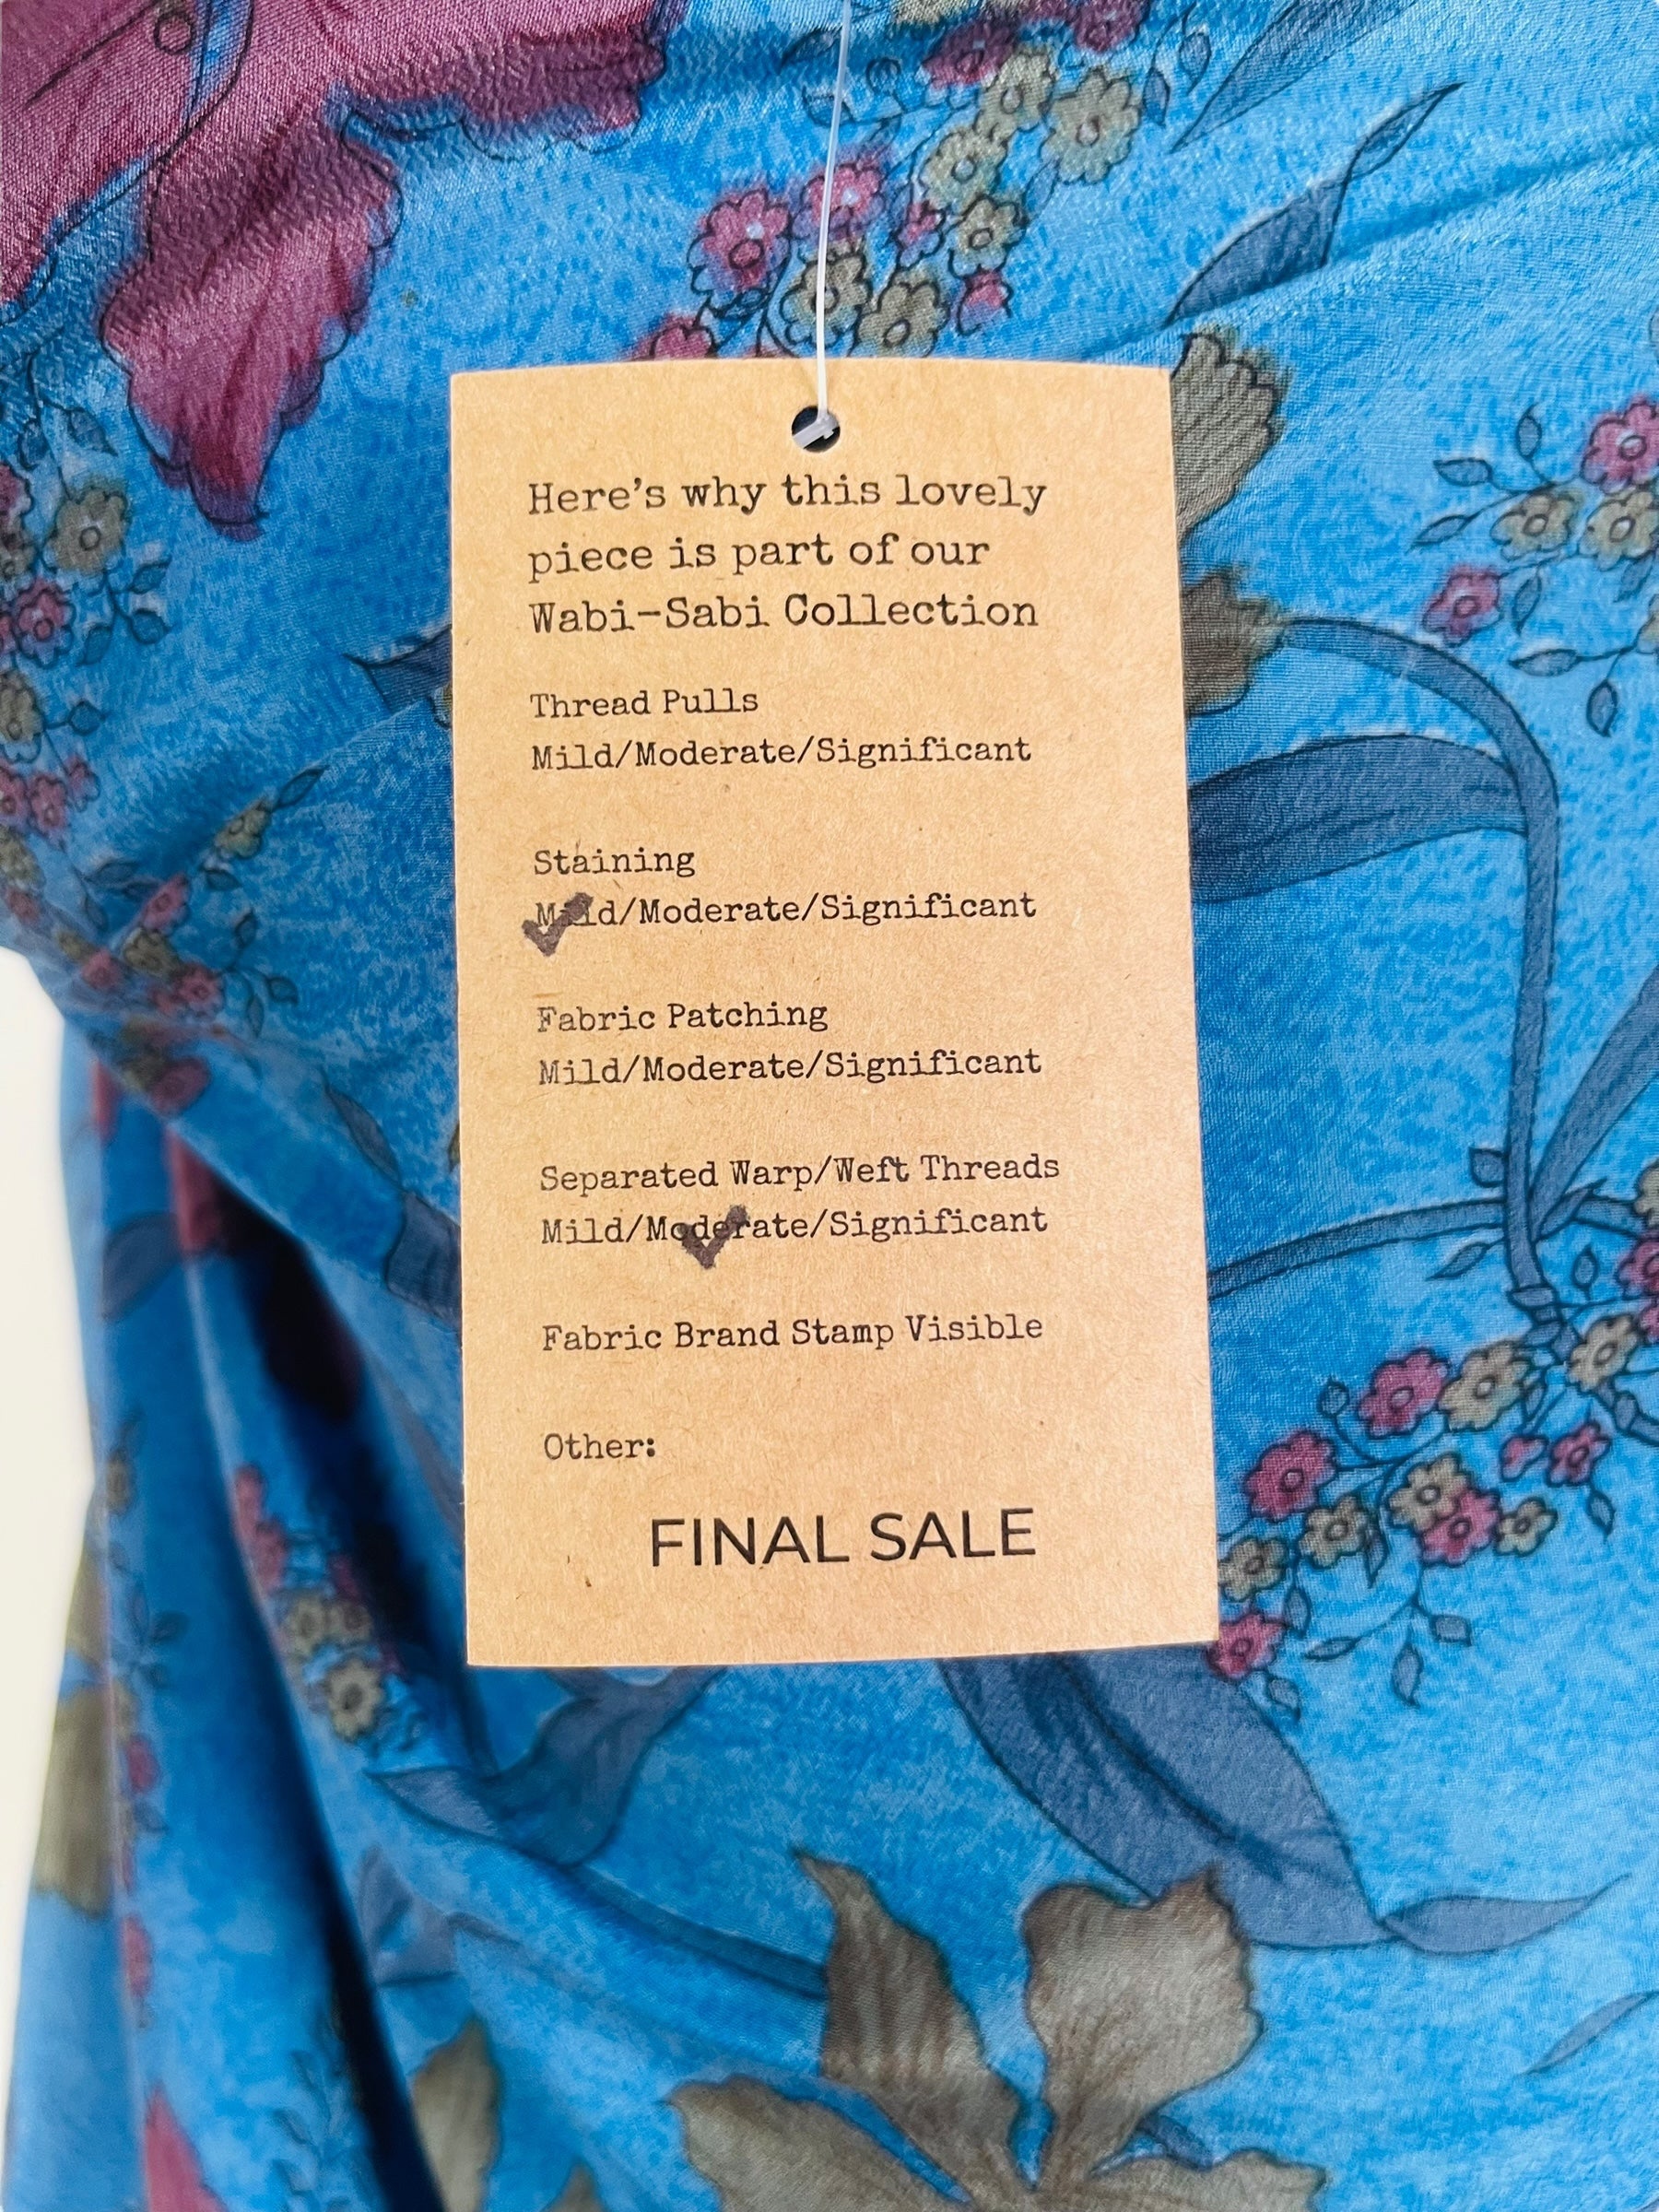 Here's why this lovely
piece is part of our
Wabi-Sabi Collection
Thread Pulls
Mild/Moderate/Significant
Staining
Mild/Moderate/Significant
Fabric Patching
Mild/Moderate/Significant
Separated Warp/Weft Threads
Mild/Moderate/Significant
Fabric Brand Stamp Visible
Other:
FINAL SALE